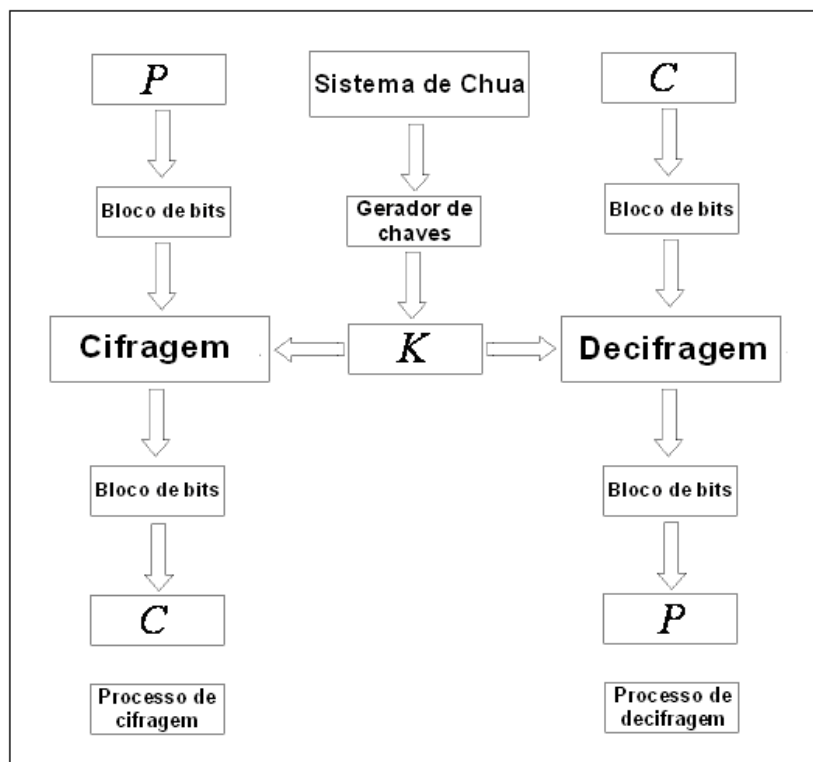 P
Sistema de Chua
C
Bloco de bits
Gerador de
chaves
Bloco de bits
Cifragem
K
Decifragem
Bloco de bits
Bloco de bits
C
P
Processo de
cifragem
Processo de
decifragem